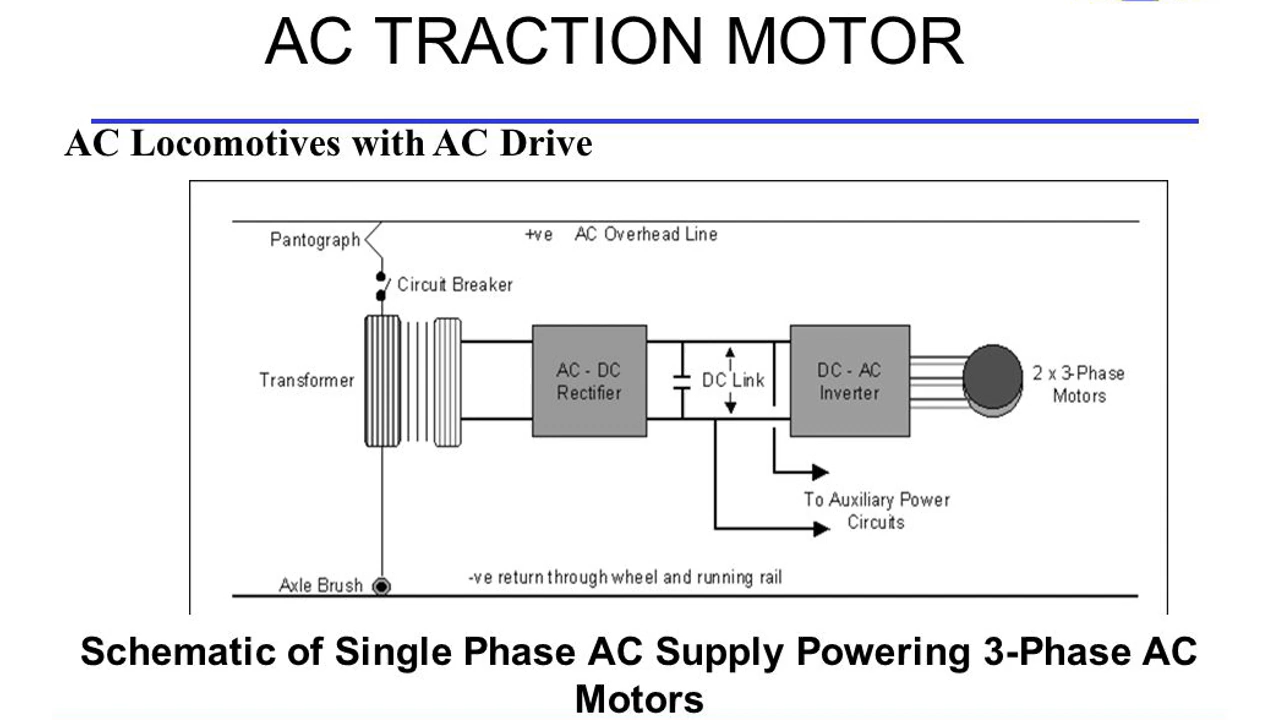 AC TRACTION MOTOR
AC Locomotives with AC Drive
+ve AC Overhead Line
Pantograph
Circuit Breaker
Transformer
AC - DC
Rectifier
DC Link
DC - AC
Inverter
2 x 3-Phase
Motors
To Auxiliary Power
Circuits
Axle Brush
-ve return through wheel and running rail
Schematic of Single Phase AC Supply Powering 3-Phase AC
Motors